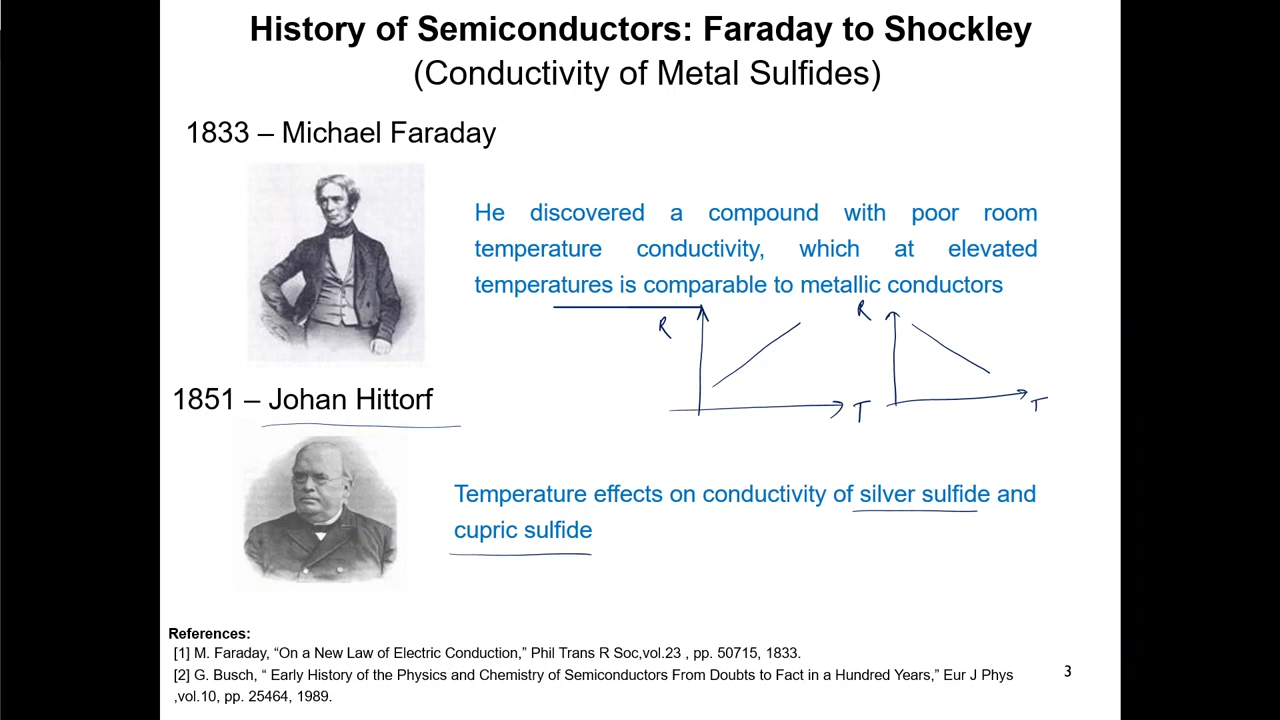 History of Semiconductors: Faraday to Shockley
(Conductivity of Metal Sulfides)
1833 – Michael Faraday
He discovered a compound with poor room
temperature conductivity, which at elevated
temperatures is comparable to metallic conductors
R
T
R
T
1851 – Johan Hittorf
Temperature effects on conductivity of silver sulfide and
cupric sulfide
References:
[1] M. Faraday, “On a New Law of Electric Conduction,” Phil Trans R Soc,vol.23 , pp. 50715, 1833.
[2] G. Busch, “ Early History of the Physics and Chemistry of Semiconductors From Doubts to Fact in a Hundred Years,” Eur J Phys
,vol.10, pp. 25464, 1989.
3